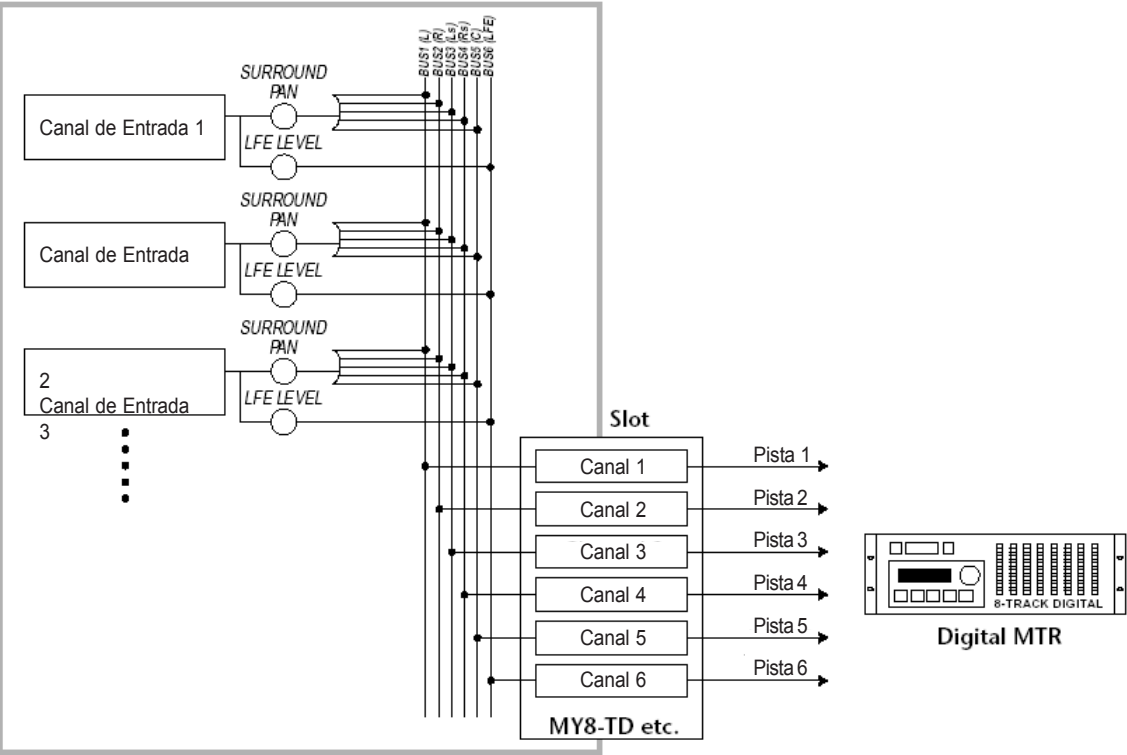 BUS1 (L)
BUS2 (R)
BUS3 (Ls)
BUS4 (Rs)
BUS5 (C)
BUS6 (LFE)
SURROUND
PAN
Canal de Entrada 1
LFE LEVEL
SURROUND
PAN
Canal de Entrada
LFE LEVEL
SURROUND
PAN
2
Canal de Entrada
3
LFE LEVEL
Slot
Canal 1
Pista 1
Canal 2
Pista 2
Canal 3
Pista 3
Canal 4
Pista 4
Canal 5
Pista 5
Canal 6
Pista 6
MY8-TD etc.
8-TRACK DIGITAL
Digital MTR